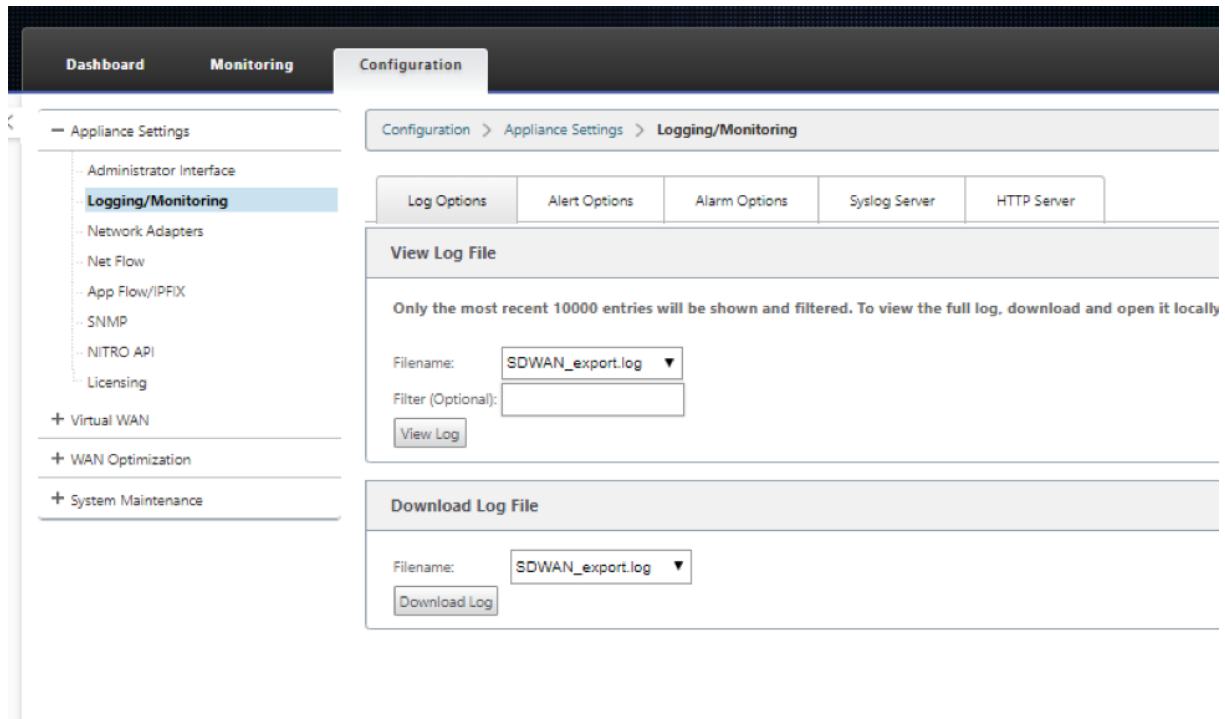 Dashboard Monitoring Configuration
Appliance Settings
Administrator Interface
Logging/Monitoring
Network Adapters
Net Flow
App Flow/IPFIX
SNMP
NITRO API
Licensing
Virtual WAN
WAN Optimization
System Maintenance
Configuration > Appliance Settings > Logging/Monitoring
Log Options Alert Options Alarm Options Syslog Server HTTP Server
View Log File
Only the most recent 10000 entries will be shown and filtered. To view the full log, download and open it locally
Filename: SDWAN_export.log
Filter (Optional):
View Log
Download Log File
Filename: SDWAN_export.log
Download Log